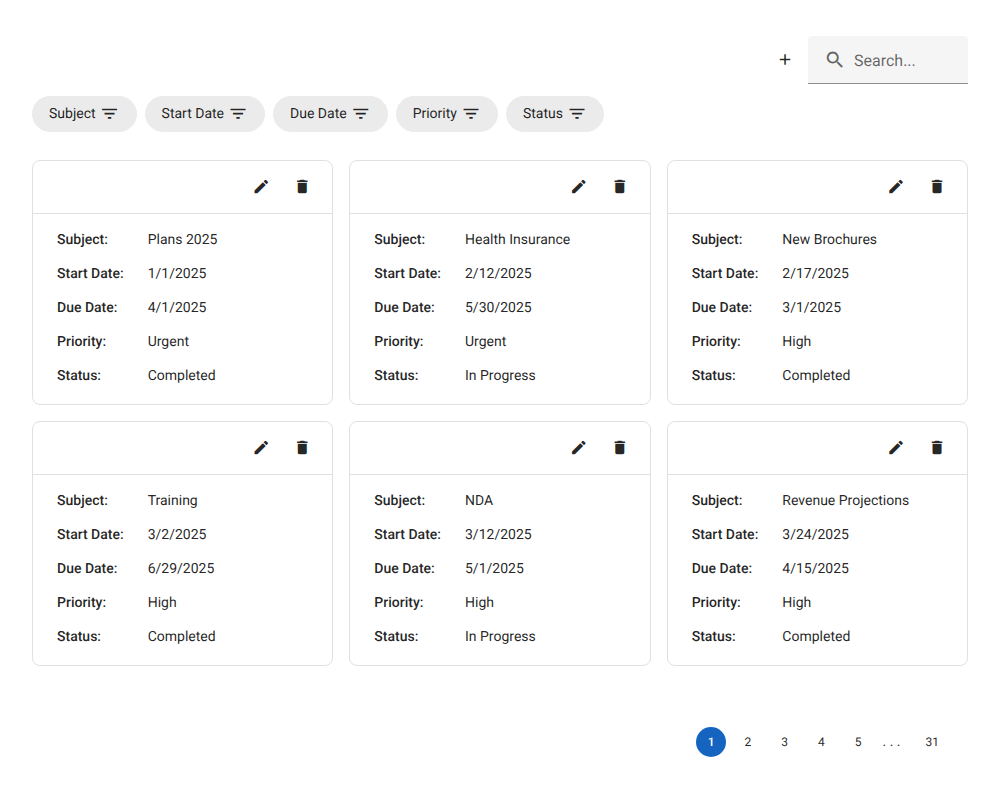 + Search...
Subject Start Date Due Date Priority Status
Subject: Plans 2025
Start Date: 1/1/2025
Due Date: 4/1/2025
Priority: Urgent
Status: Completed
Subject: Health Insurance
Start Date: 2/12/2025
Due Date: 5/30/2025
Priority: Urgent
Status: In Progress
Subject: New Brochures
Start Date: 2/17/2025
Due Date: 3/1/2025
Priority: High
Status: Completed
Subject: Training
Start Date: 3/2/2025
Due Date: 6/29/2025
Priority: High
Status: Completed
Subject: NDA
Start Date: 3/12/2025
Due Date: 5/1/2025
Priority: High
Status: In Progress
Subject: Revenue Projections
Start Date: 3/24/2025
Due Date: 4/15/2025
Priority: High
Status: Completed
1 2 3 4 5 ... 31